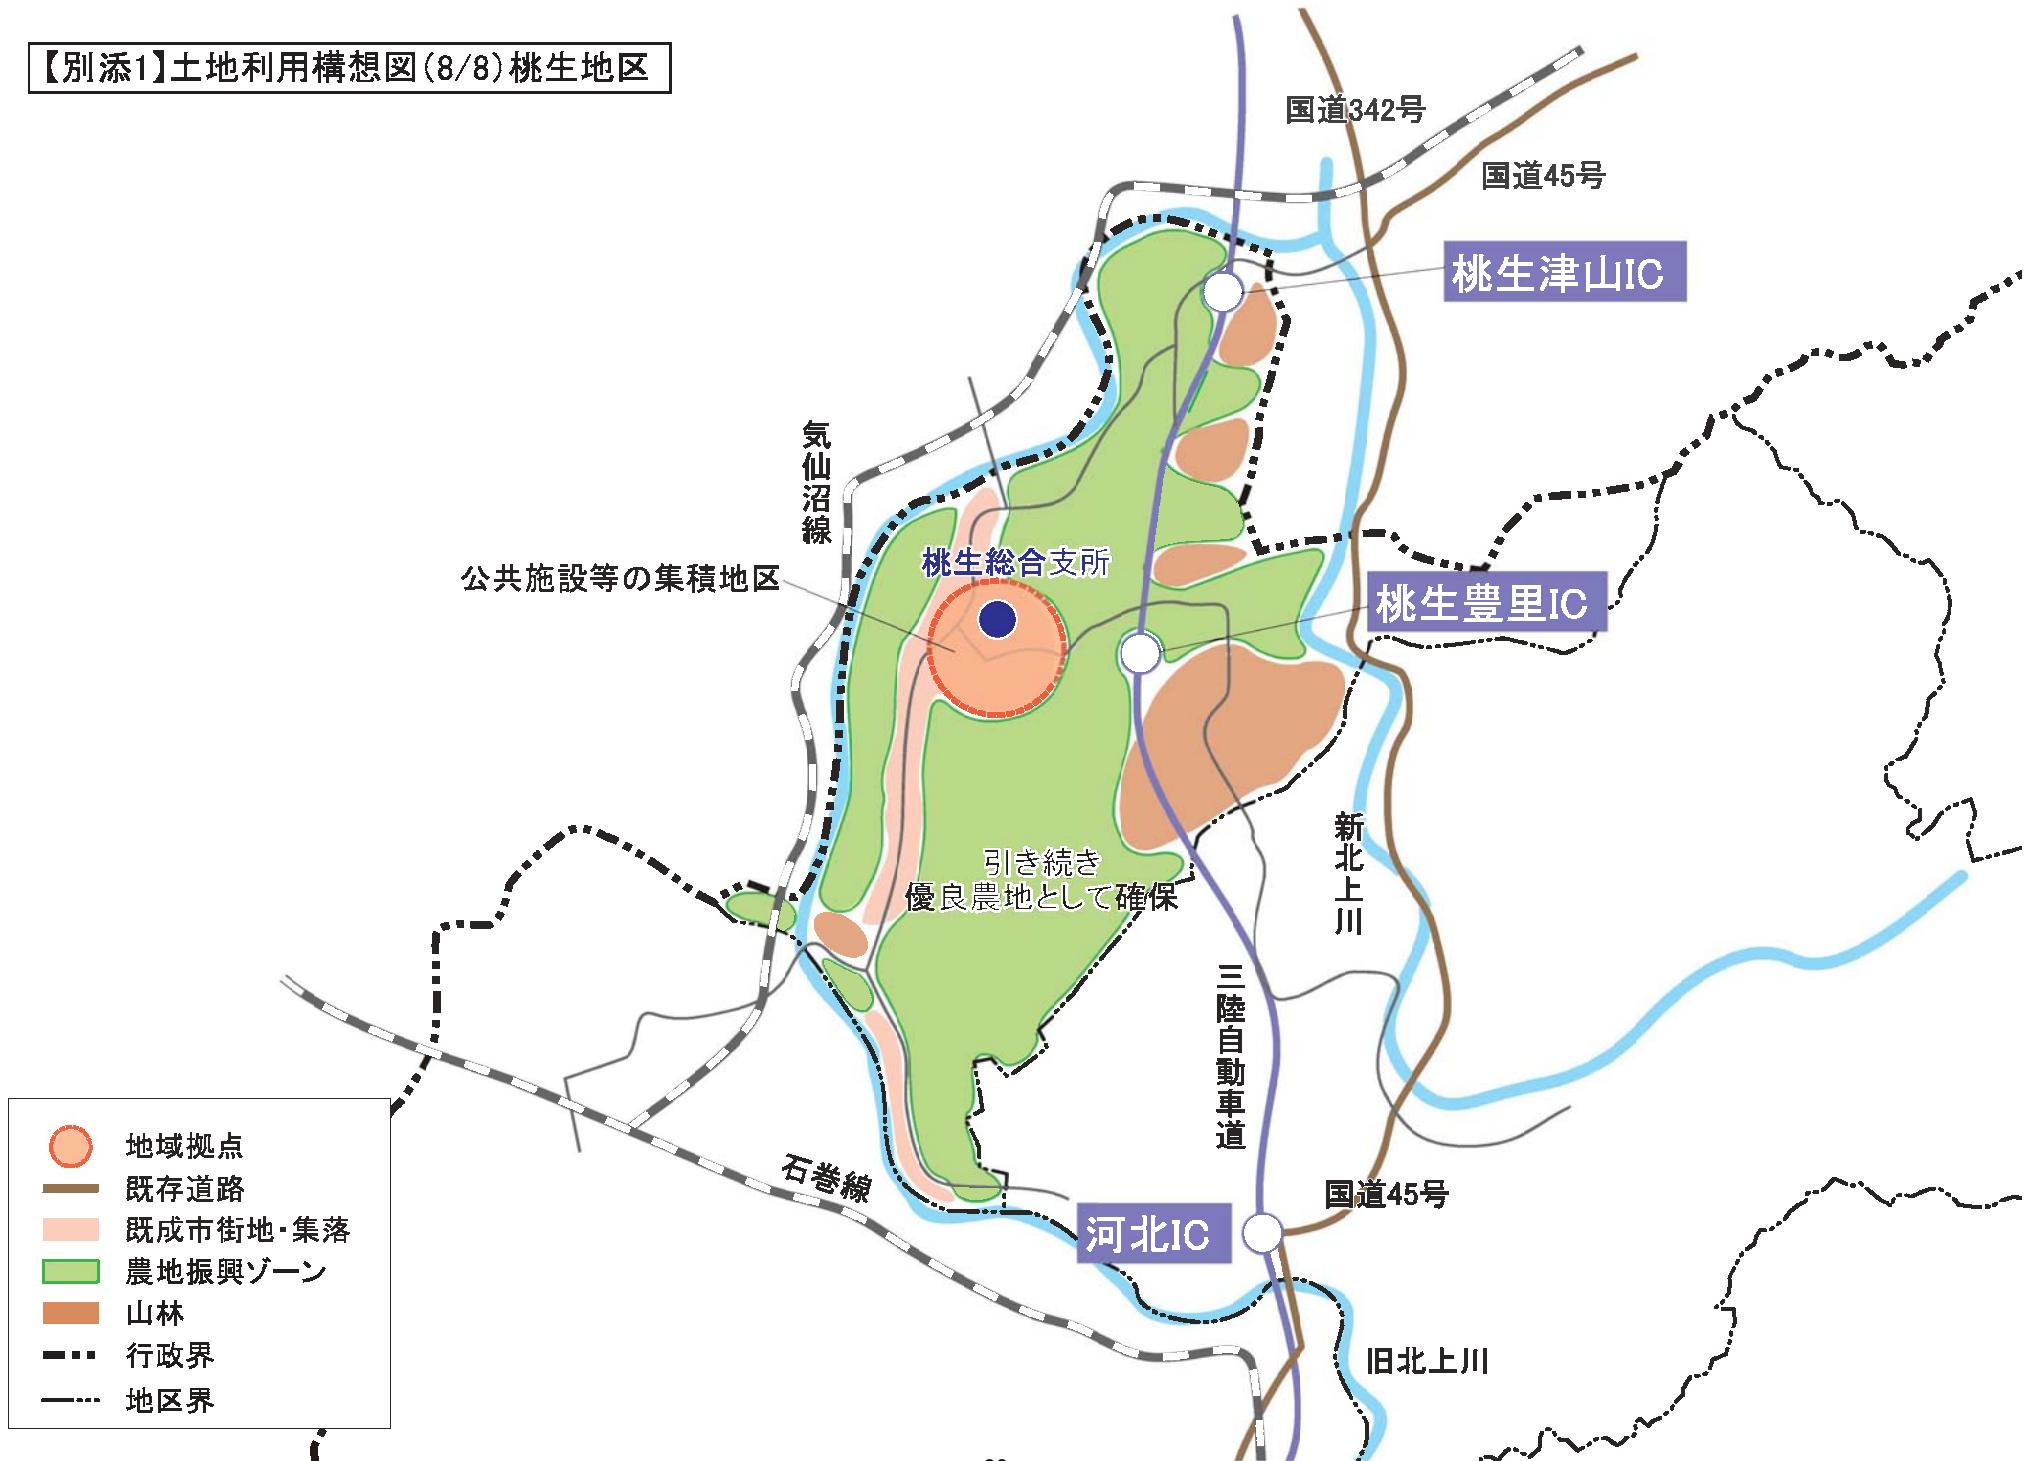 【別添1】土地利用構想図(8/8)桃生地区
国道342号
国道45号
桃生津山IC
気仙沼線
桃生総合支所
公共施設等の集積地区
桃生豊里IC
新北上川
引き続き
優良農地として確保
三陸自動車道
石巻線
国道45号
河北IC
旧北上川
地域拠点
既存道路
既成市街地・集落
農地振興ゾーン
山林
行政界
地区界